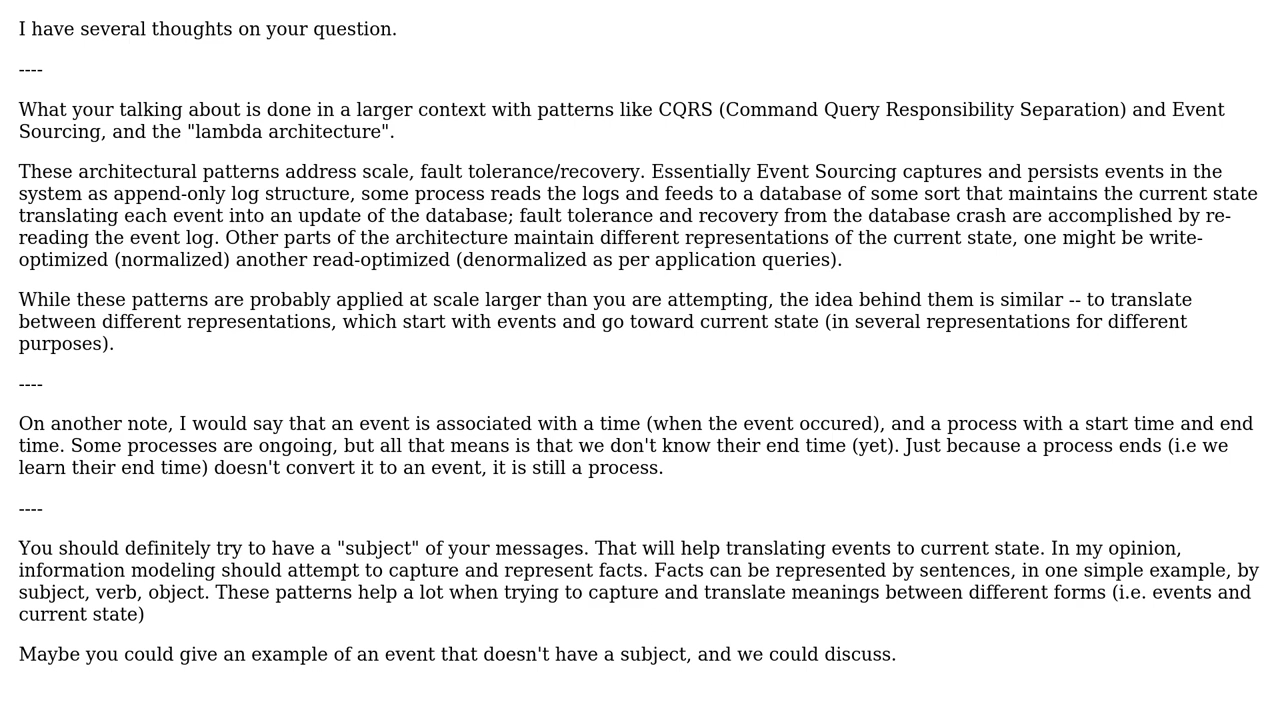 I have several thoughts on your question.
----
What your talking about is done in a larger context with patterns like CQRS (Command Query Responsibility Separation) and Event
Sourcing, and the "lambda architecture".
These architectural patterns address scale, fault tolerance/recovery. Essentially Event Sourcing captures and persists events in the
system as append-only log structure, some process reads the logs and feeds to a database of some sort that maintains the current state
translating each event into an update of the database; fault tolerance and recovery from the database crash are accomplished by re-
reading the event log. Other parts of the architecture maintain different representations of the current state, one might be write-
optimized (normalized) another read-optimized (denormalized as per application queries).
While these patterns are probably applied at scale larger than you are attempting, the idea behind them is similar -- to translate
between different representations, which start with events and go toward current state (in several representations for different
purposes).
----
On another note, I would say that an event is associated with a time (when the event occured), and a process with a start time and end
time. Some processes are ongoing, but all that means is that we don't know their end time (yet). Just because a process ends (i.e we
learn their end time) doesn't convert it to an event, it is still a process.
----
You should definitely try to have a "subject" of your messages. That will help translating events to current state. In my opinion,
information modeling should attempt to capture and represent facts. Facts can be represented by sentences, in one simple example, by
subject, verb, object. These patterns help a lot when trying to capture and translate meanings between different forms (i.e. events and
current state)
Maybe you could give an example of an event that doesn't have a subject, and we could discuss.